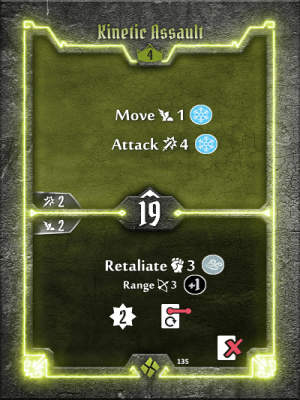 Kinetic Assault
4
Move 1
Attack 4
2
19
2
Retaliate 3
Range 3 +1
2
135